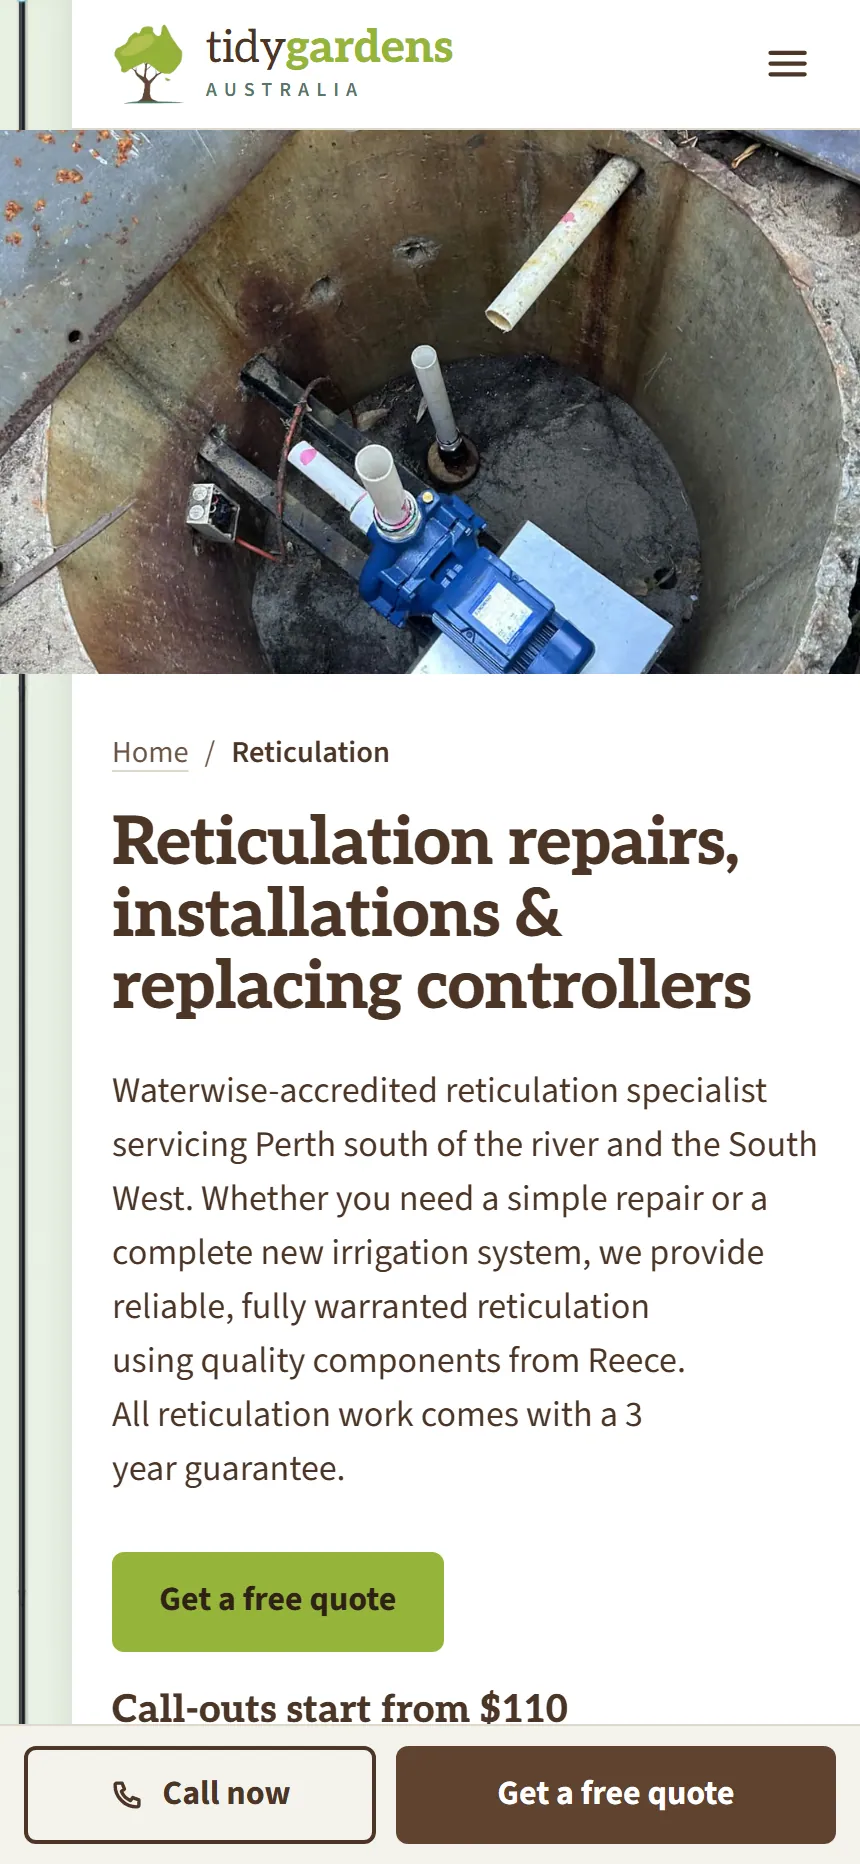 tidygardens
AUSTRALIA
Home / Reticulation
Reticulation repairs,
installations &
replacing controllers
Waterwise-accredited reticulation specialist
servicing Perth south of the river and the South
West. Whether you need a simple repair or a
complete new irrigation system, we provide
reliable, fully warranted reticulation
using quality components from Reece.
All reticulation work comes with a 3
year guarantee.
Get a free quote
Call-outs start from $110
Call now
Get a free quote